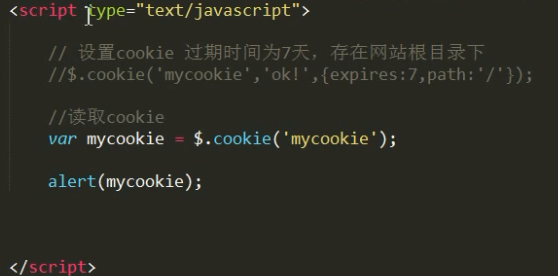 <script type="text/javascript">
// 设置cookie 过期时间为7天，存在网站根目录下
//$.cookie('mycookie','ok!',{expires:7,path:'/'});
//读取cookie
var mycookie = $.cookie('mycookie');
alert(mycookie);
</script>